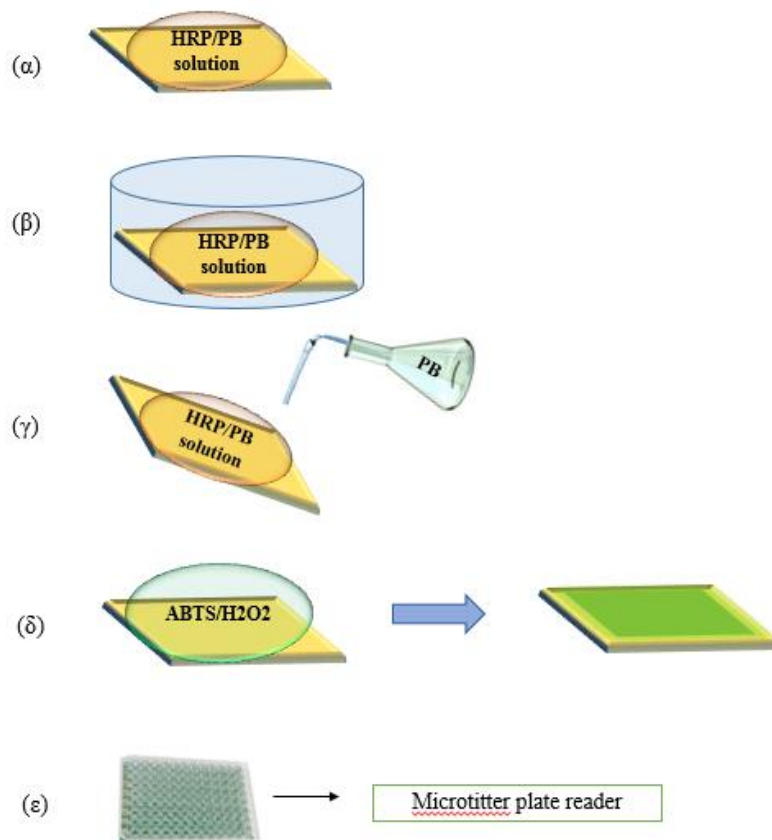 (α)
HRP/PB
solution
(β)
HRP/PB
solution
PB
(γ)
HRP/PB
solution
(δ)
ABTS/H2O2
(ε)
Microtitter plate reader